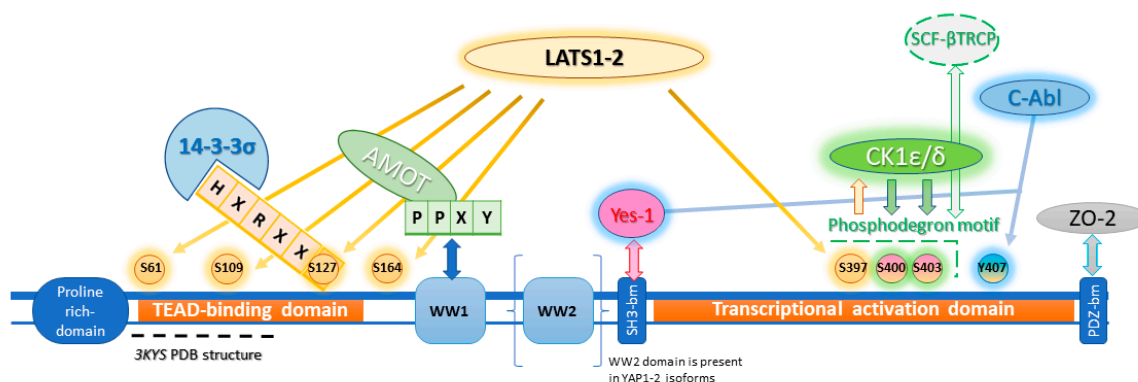 LATS1-2
SCF-βTRCP
C-Abl
14-3-3σ
AMOT
CK1ε/δ
H X R X X
P P X Y
Yes-1
Phosphodegron motif
ZO-2
S61
S109
S127
S164
S397
S400
S403
Y407
Proline
rich-
domain
TEAD-binding domain
WW1
WW2
SH3-bm
Transcriptional activation domain
PDZ-bm
3KYS PDB structure
WW2 domain is present
in YAP1-2 isoforms